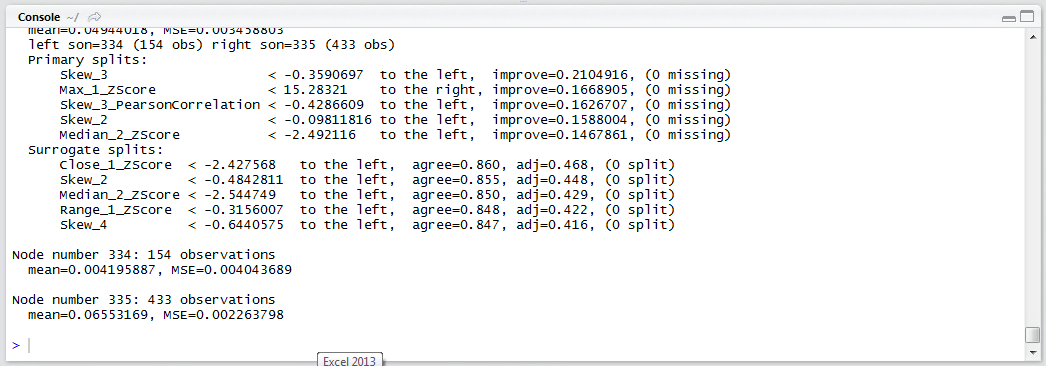 Console ~/
mean=0.04944018, MSE=0.003458803
left son=334 (154 obs) right son=335 (433 obs)
Primary splits:
Skew_3 < -0.3590697 to the left, improve=0.2104916, (0 missing)
Max_1_ZScore < 15.28321 to the right, improve=0.1668905, (0 missing)
Skew_3_PearsonCorrelation < -0.4286609 to the left, improve=0.1626707, (0 missing)
Skew_2 < -0.09811816 to the left, improve=0.1588004, (0 missing)
Median_2_ZScore < -2.492116 to the left, improve=0.1467861, (0 missing)
Surrogate splits:
Close_1_ZScore < -2.427568 to the left, agree=0.860, adj=0.468, (0 split)
Skew_2 < -0.4842811 to the left, agree=0.855, adj=0.448, (0 split)
Median_2_ZScore < -2.544749 to the left, agree=0.850, adj=0.429, (0 split)
Range_1_ZScore < -0.3156007 to the left, agree=0.848, adj=0.422, (0 split)
Skew_4 < -0.6440575 to the left, agree=0.847, adj=0.416, (0 split)
Node number 334: 154 observations
mean=0.004195887, MSE=0.004043689
Node number 335: 433 observations
mean=0.06553169, MSE=0.002263798
>
Excel 2013